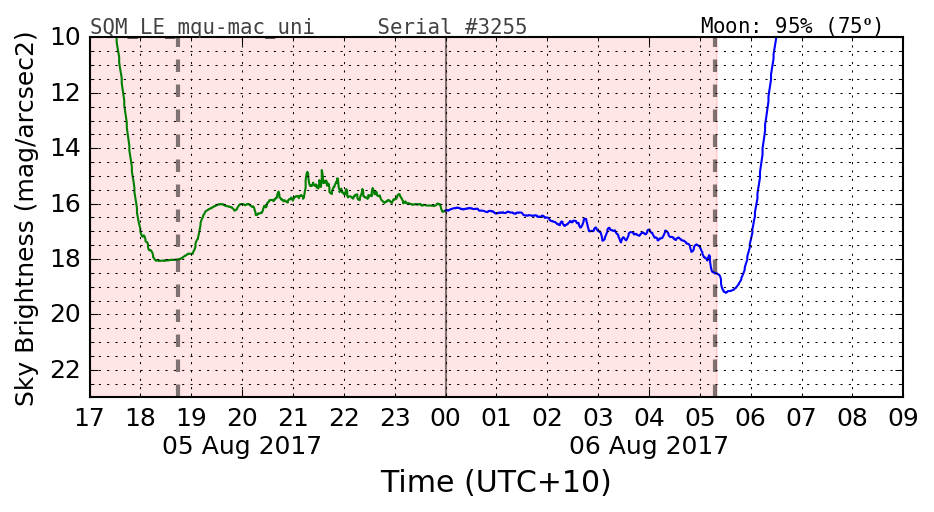 SQM_LE_mqu-mac_uni Serial #3255 Moon: 95% (75º)
Sky Brightness (mag/arcsec2)
10
12
14
16
18
20
22
17 18 19 20 21 22 23 00 01 02 03 04 05 06 07 08 09
05 Aug 2017 06 Aug 2017
Time (UTC+10)